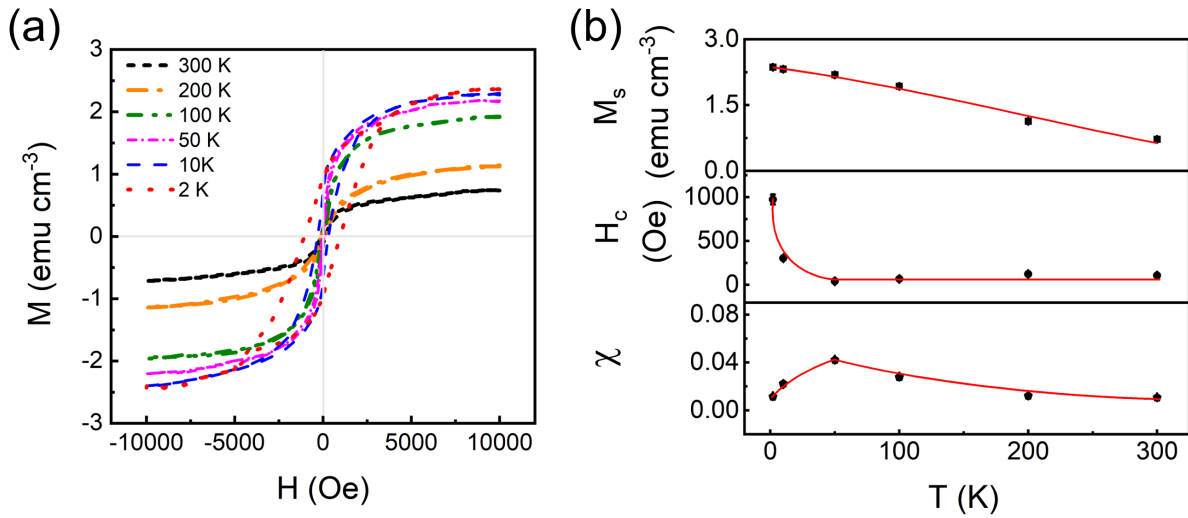 (a)
3
2
1
0
-1
-2
-3
M (emu cm⁻³)
300 K
200 K
100 K
50 K
10K
2 K
-10000 -5000 0 5000 10000
H (Oe)
(b)
Mₛ
(emu cm⁻³)
3.0
1.5
0.0
H_c
(Oe)
1000
500
0
χ
0.08
0.04
0.00
0 100 200 300
T (K)